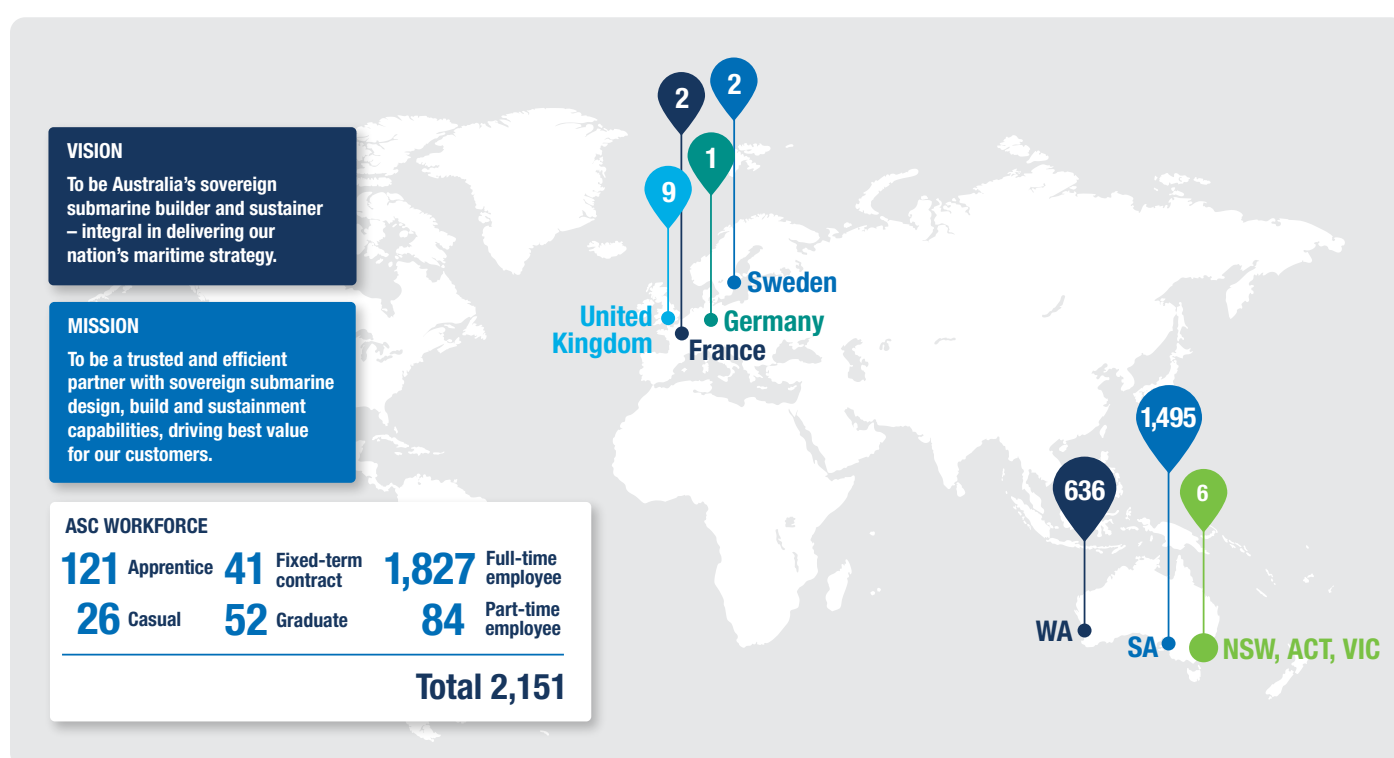 VISION
To be Australia’s sovereign
submarine builder and sustainer
– integral in delivering our
nation’s maritime strategy.
MISSION
To be a trusted and efficient
partner with sovereign submarine
design, build and sustainment
capabilities, driving best value
for our customers.
ASC WORKFORCE
121 Apprentice
41 Fixed-term
contract
1,827 Full-time
employee
26 Casual
52 Graduate
84 Part-time
employee
Total 2,151
2
2
1
9
Sweden
United
Kingdom
Germany
France
1,495
636
6
WA
SA
NSW, ACT, VIC